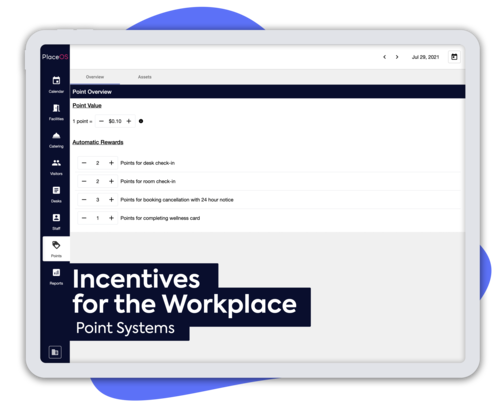 PlaceOS
Jul 29, 2021
Calendar
Facilities
Catering
Visitors
Desks
Staff
Points
Reports
Overview Assets
Point Overview
Point Value
1 point = − $0.10 +
Automatic Rewards
− 2 + Points for desk check-in
− 2 + Points for room check-in
− 3 + Points for booking cancellation with 24 hour notice
− 1 + Points for completing wellness card
Incentives
for the Workplace
Point Systems